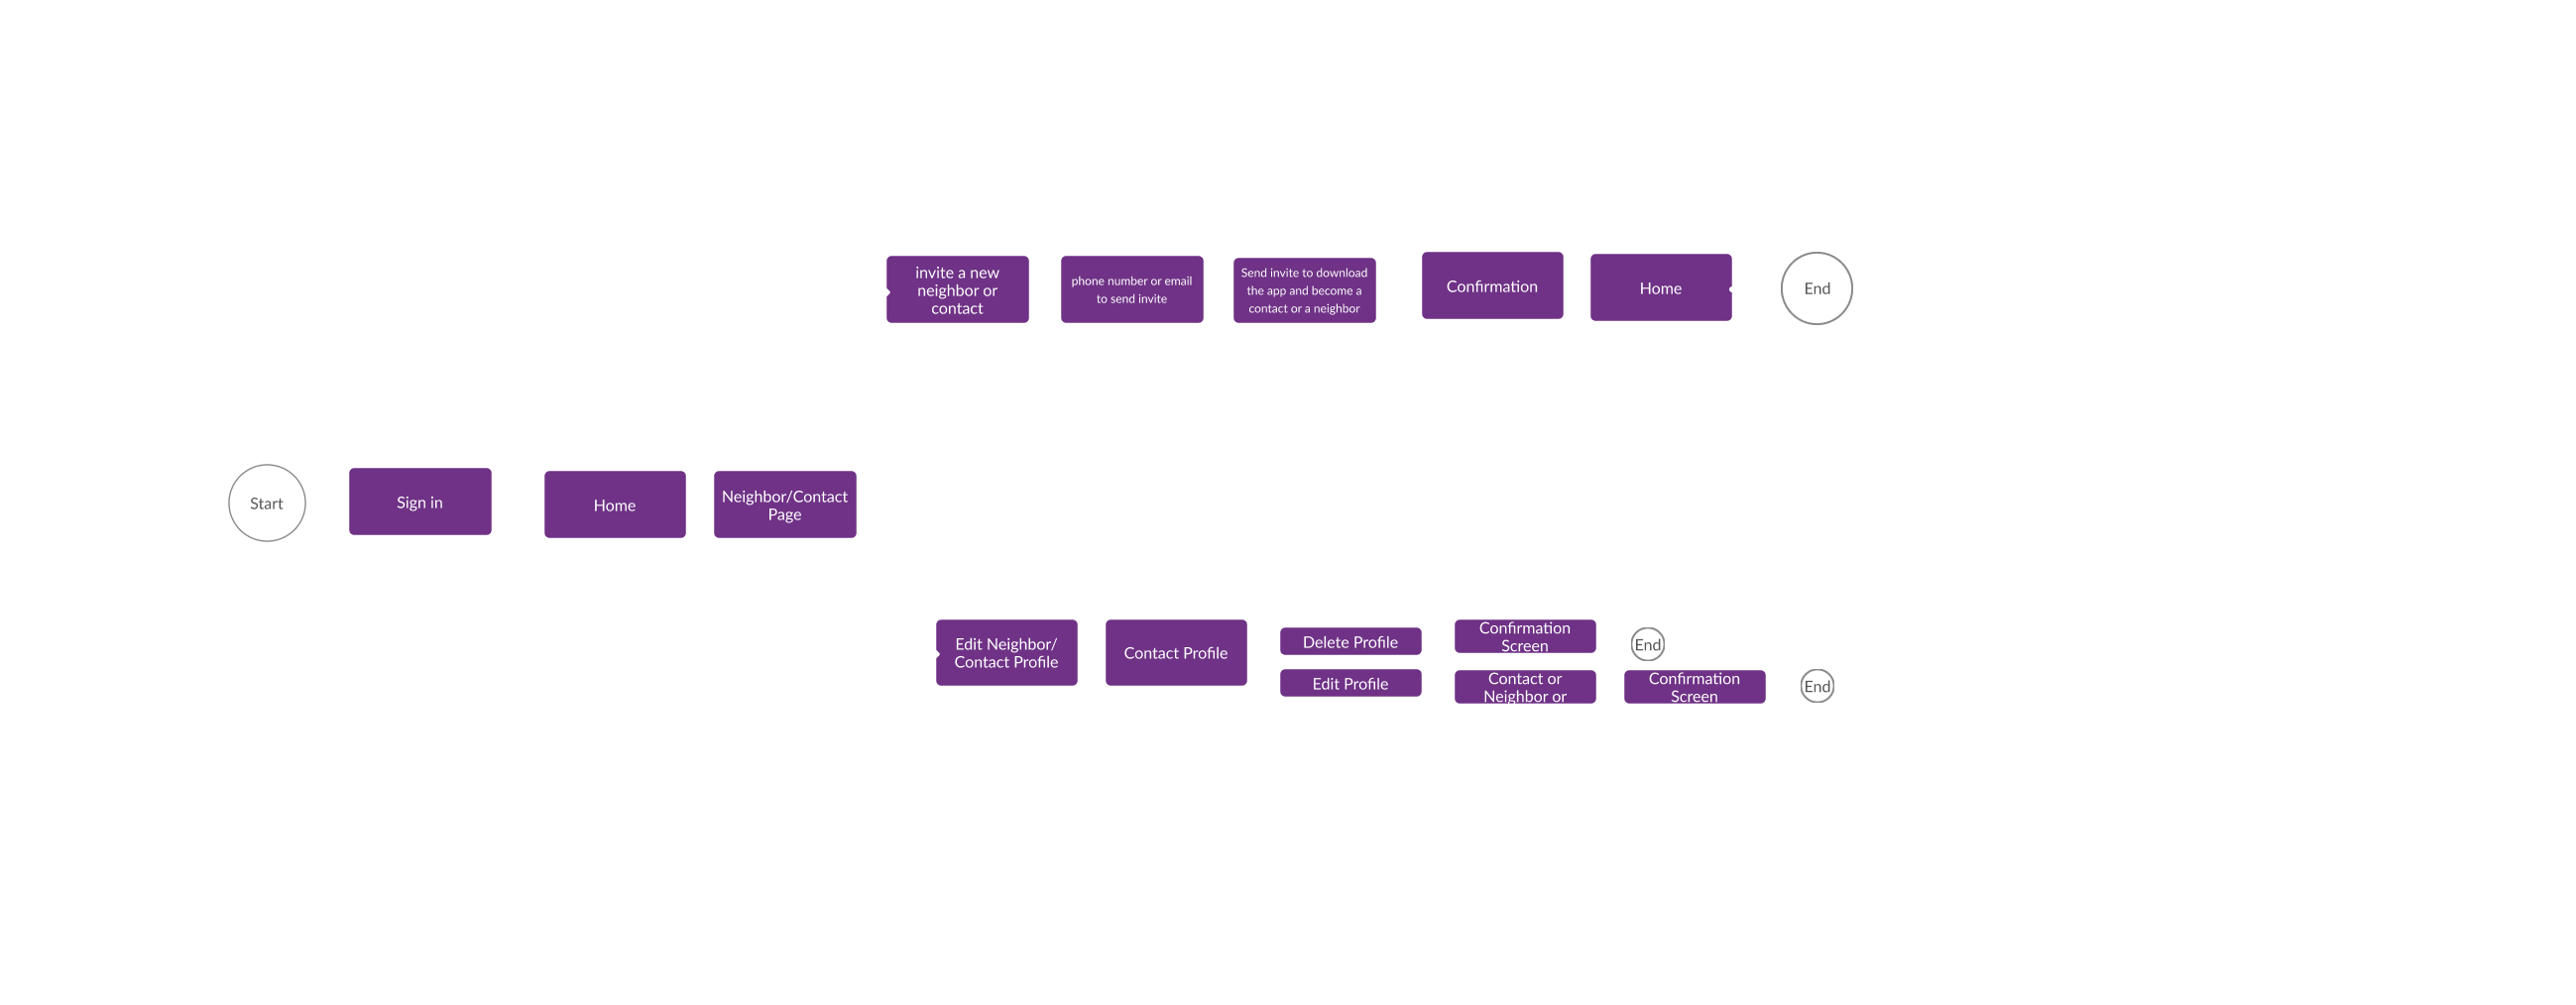 invite a new
neighbor or
contact
phone number or email
to send invite
Send invite to download
the app and become a
contact or a neighbor
Confirmation
Home
End
Start
Sign in
Home
Neighbor/Contact
Page
Edit Neighbor/
Contact Profile
Contact Profile
Delete Profile
Confirmation
Screen
End
Edit Profile
Contact or
Neighbor or
Confirmation
Screen
End